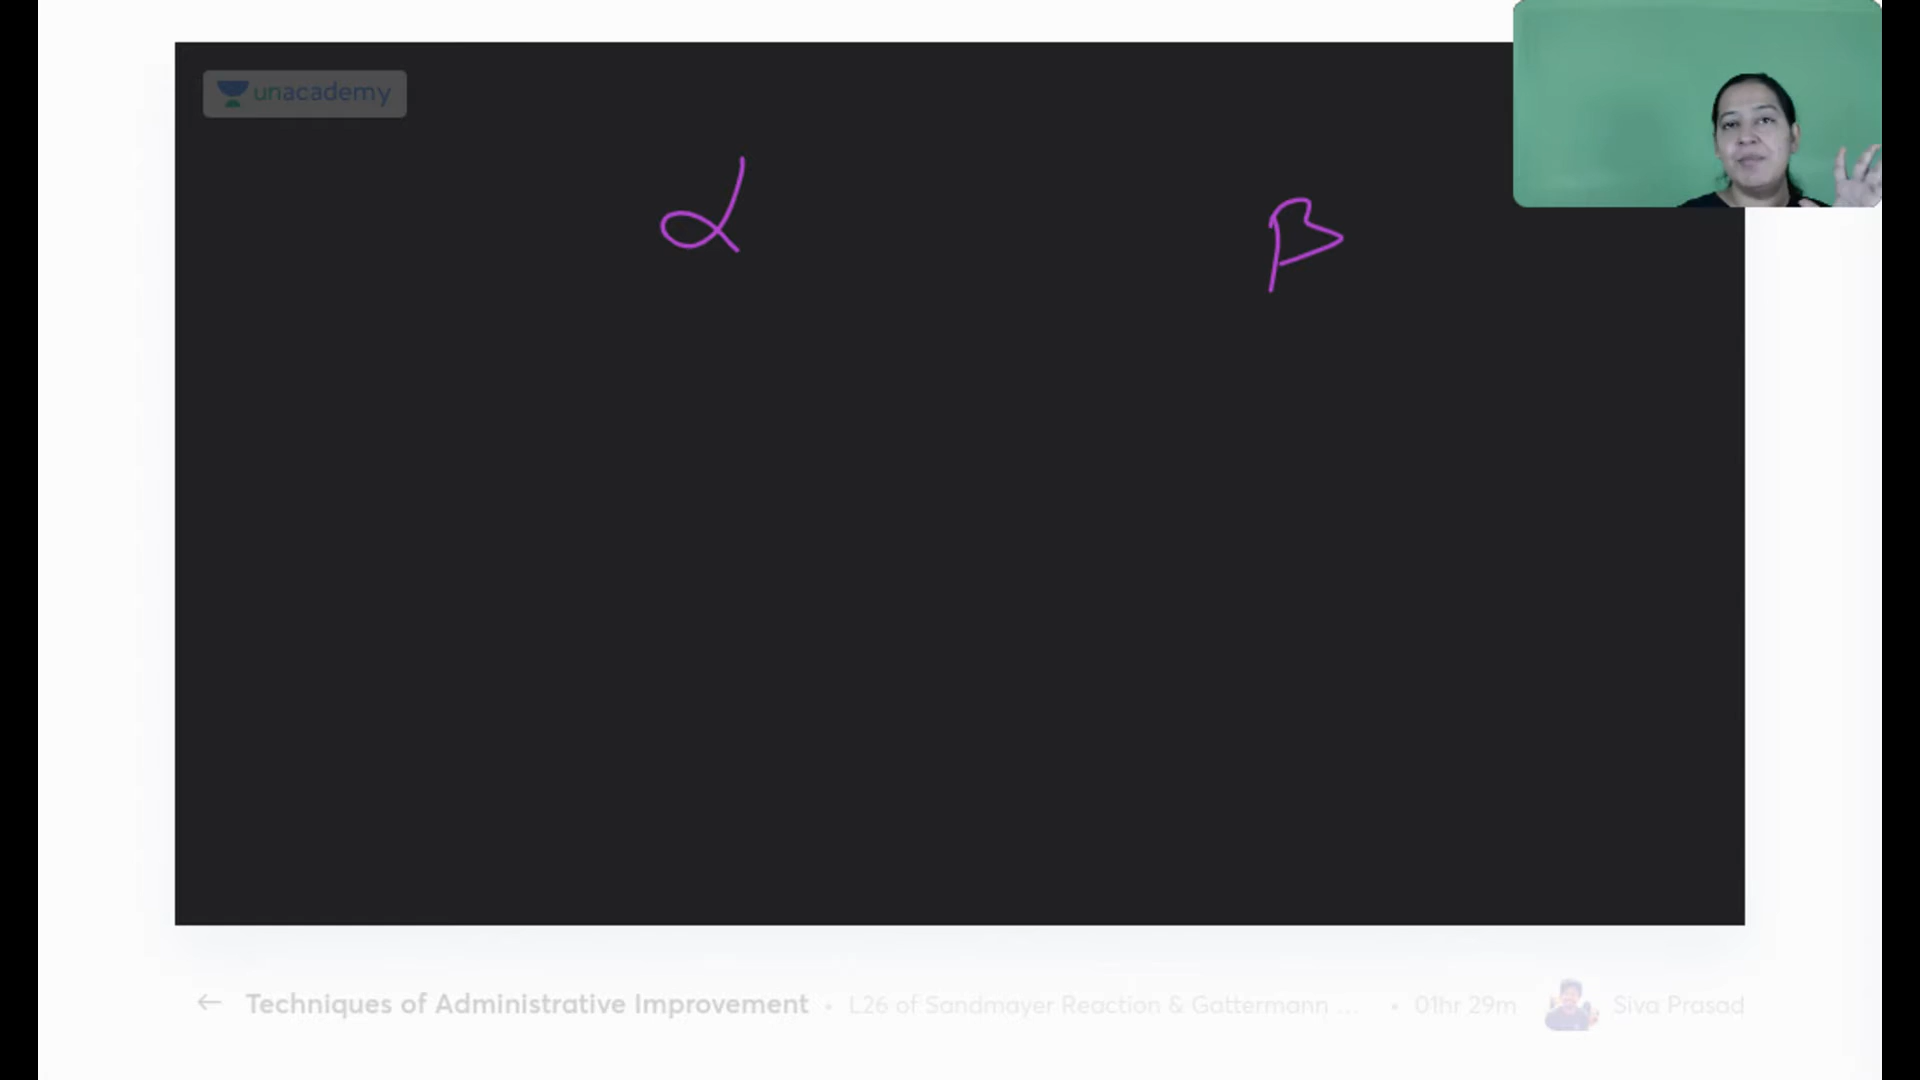 unacademy
α β
← Techniques of Administrative Improvement • L26 of Sandmayer Reaction & Gattermann ... • 01hr 29m Siva Prasad